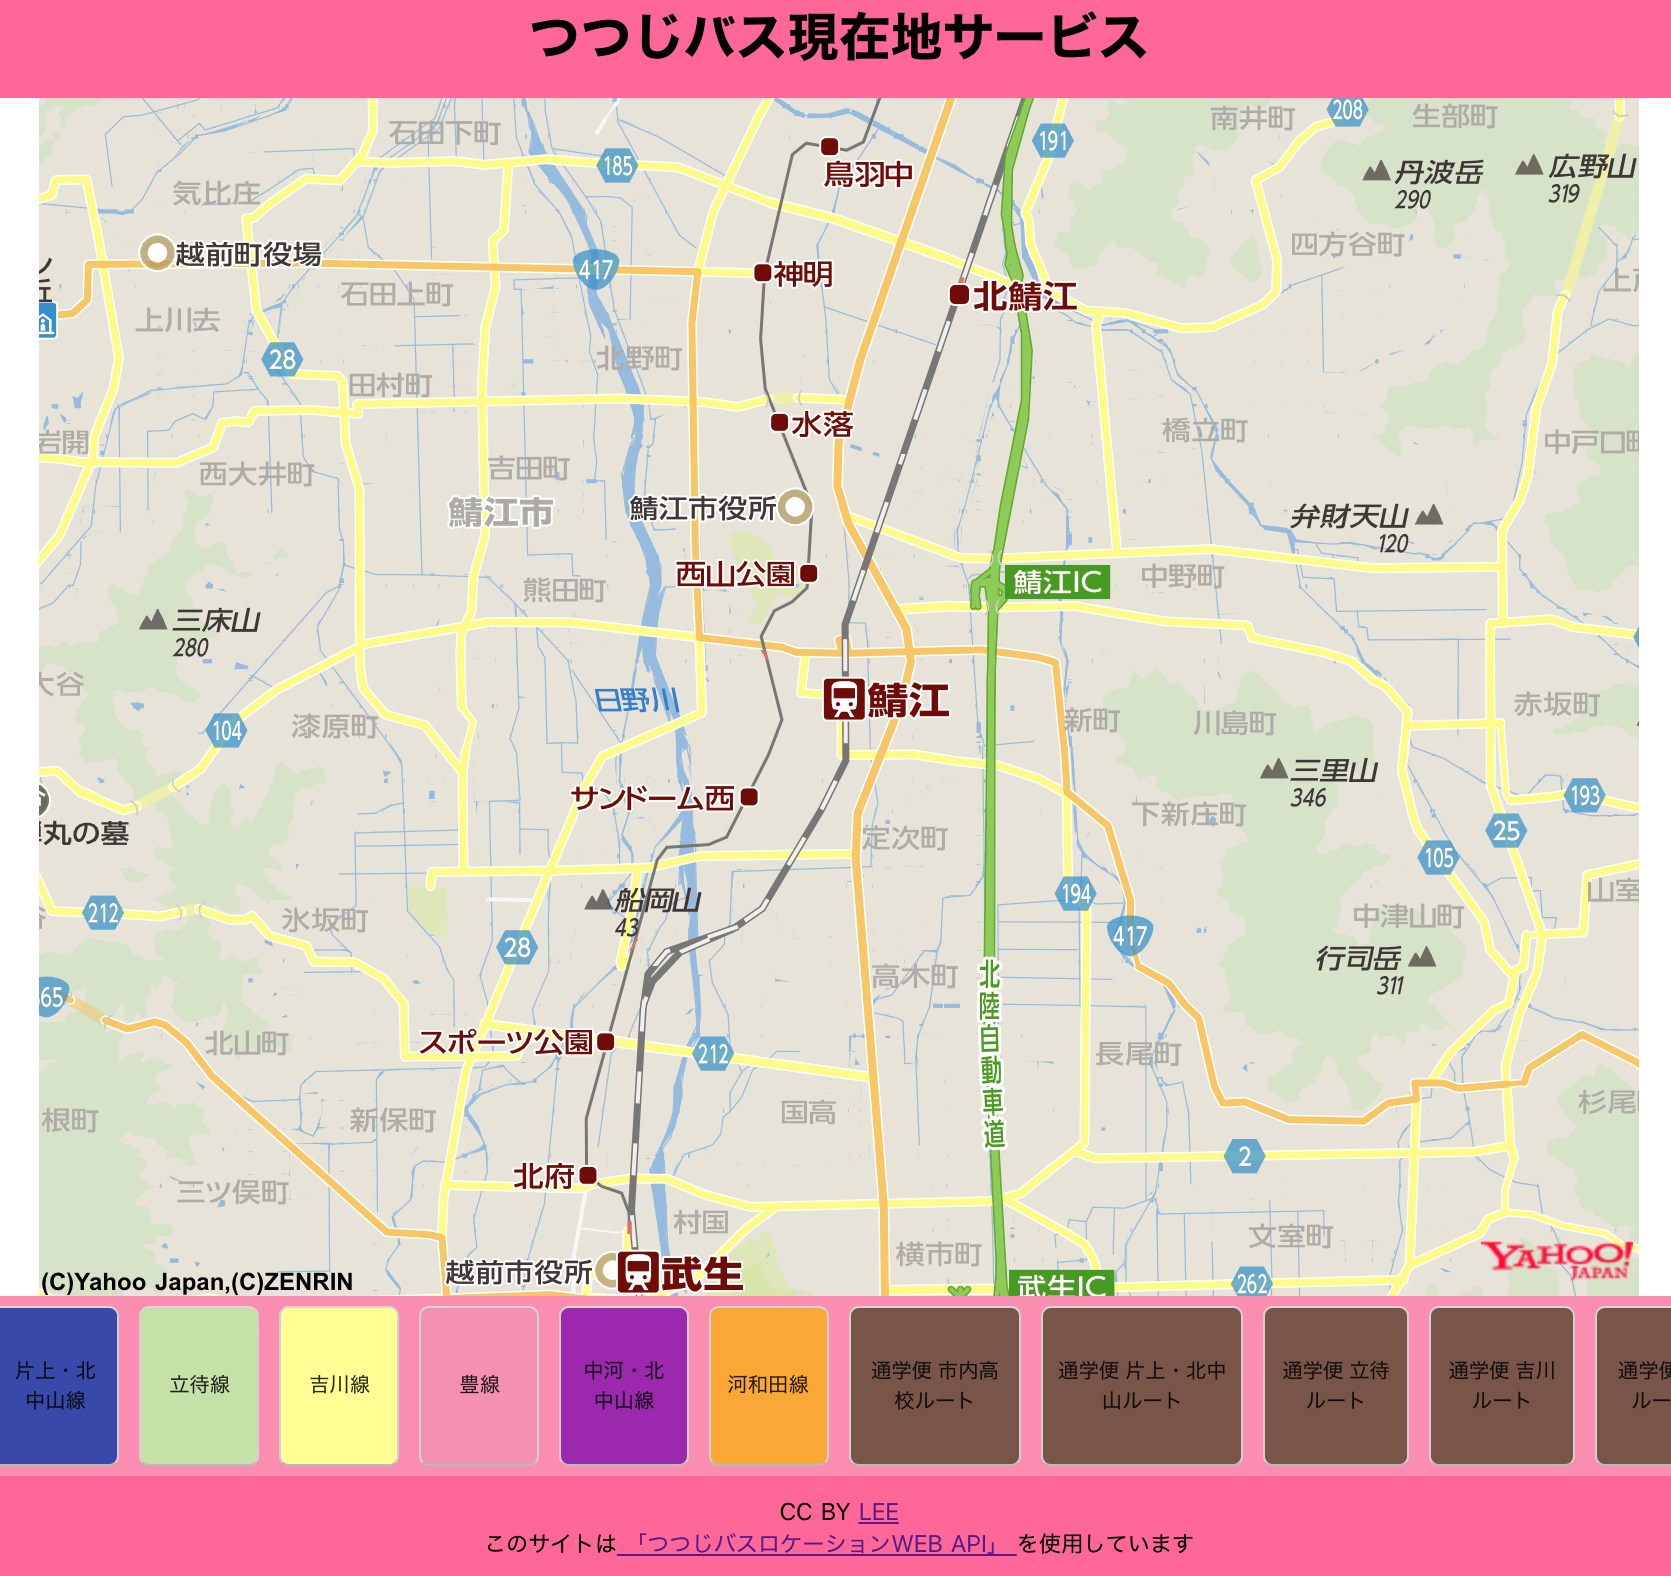 つつじバス現在地サービス
石田下町
185
鳥羽中
191
南井町
208
生部町
丹波岳
290
広野山
319
気比庄
越前町役場
417
神明
北鯖江
四方谷町
石田上町
上川去
28
北野町
田村町
水落
橋立町
中戸口町
岩開
西大井町
吉田町
鯖江市
鯖江市役所
弁財天山
120
西山公園
鯖江IC
中野町
熊田町
三床山
280
大谷
日野川
鯖江
新町
川島町
赤坂町
104
漆原町
三里山
346
サンドーム西
193
丸の墓
定次町
下新庄町
25
105
船岡山
43
194
山室
212
氷坂町
28
417
中津山町
行司岳
311
高木町
北陸自動車道
北山町
スポーツ公園
212
長尾町
根町
新保町
国高
杉尾
北府
2
三ツ俣町
村国
文室町
横市町
越前市役所
武生
武生IC
262
YAHOO!
JAPAN
(C)Yahoo Japan,(C)ZENRIN
片上・北
中山線
立待線
吉川線
豊線
中河・北
中山線
河和田線
通学便 市内高
校ルート
通学便 片上・北中
山ルート
通学便 立待
ルート
通学便 吉川
ルート
通学便
ルー
CC BY LEE
このサイトは 「つつじバスロケーションWEB API」 を使用しています